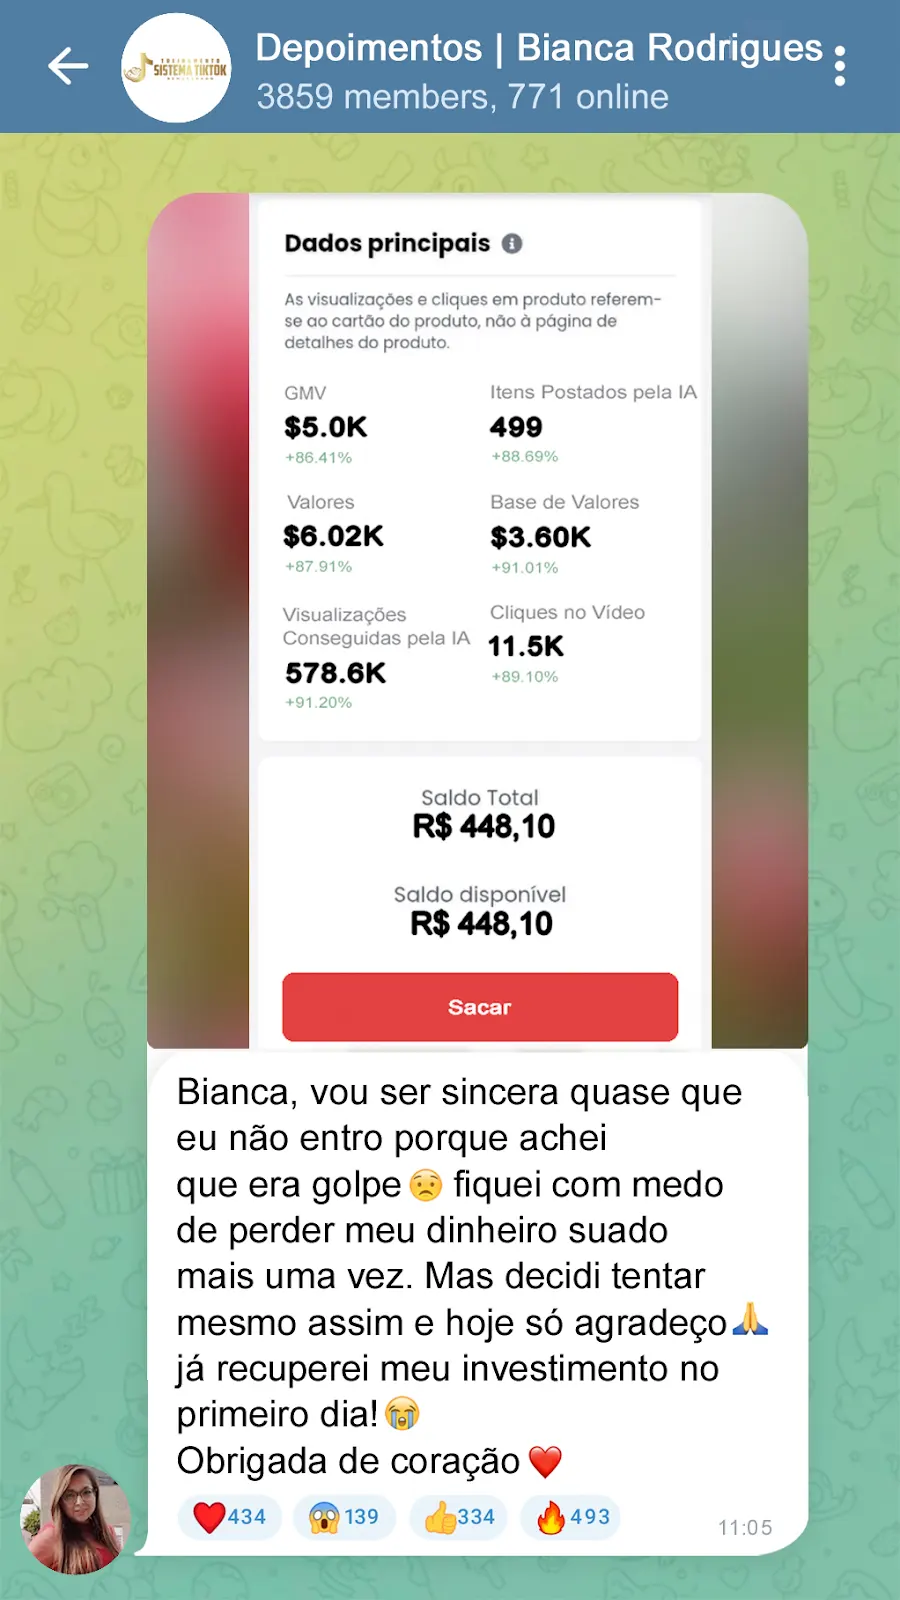 Depoimentos | Bianca Rodrigues
SISTEMA TIKTOK
3859 members, 771 online
Dados principais
As visualizações e cliques em produto referem-
se ao cartão do produto, não à página de
detalhes do produto.
GMV
$5.0K
+86.41%
Itens Postados pela IA
499
+88.69%
Valores
$6.02K
+87.91%
Base de Valores
$3.60K
+91.01%
Visualizações
Conseguidas pela IA
578.6K
+91.20%
Cliques no Vídeo
11.5K
+89.10%
Saldo Total
R$ 448,10
Saldo disponível
R$ 448,10
Sacar
Bianca, vou ser sincera quase que
eu não entro porque achei
que era golpe😟 fiquei com medo
de perder meu dinheiro suado
mais uma vez. Mas decidi tentar
mesmo assim e hoje só agradeço🙏
já recuperei meu investimento no
primeiro dia!😭
Obrigada de coração❤️
❤️434 😱139 👍334 🔥493
11:05